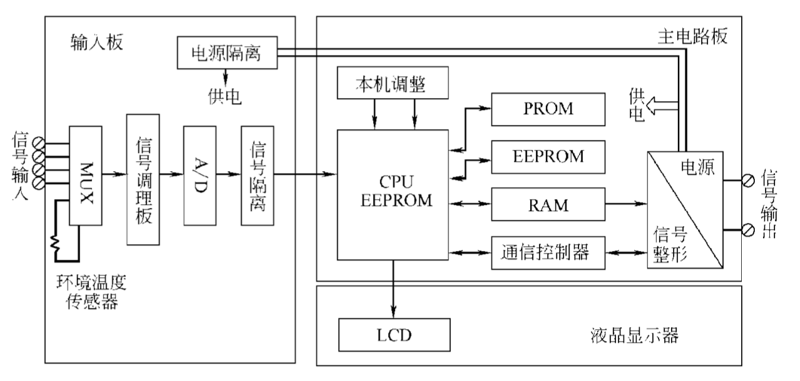 输入板
电源隔离
供电
主电路板
本机调整
供电
PROM
EEPROM
CPU
EEPROM
RAM
通信控制器
电源
信号
整形
信号输入
MUX
信号调理板
A/D
信号隔离
信号输出
环境温度
传感器
LCD
液晶显示器